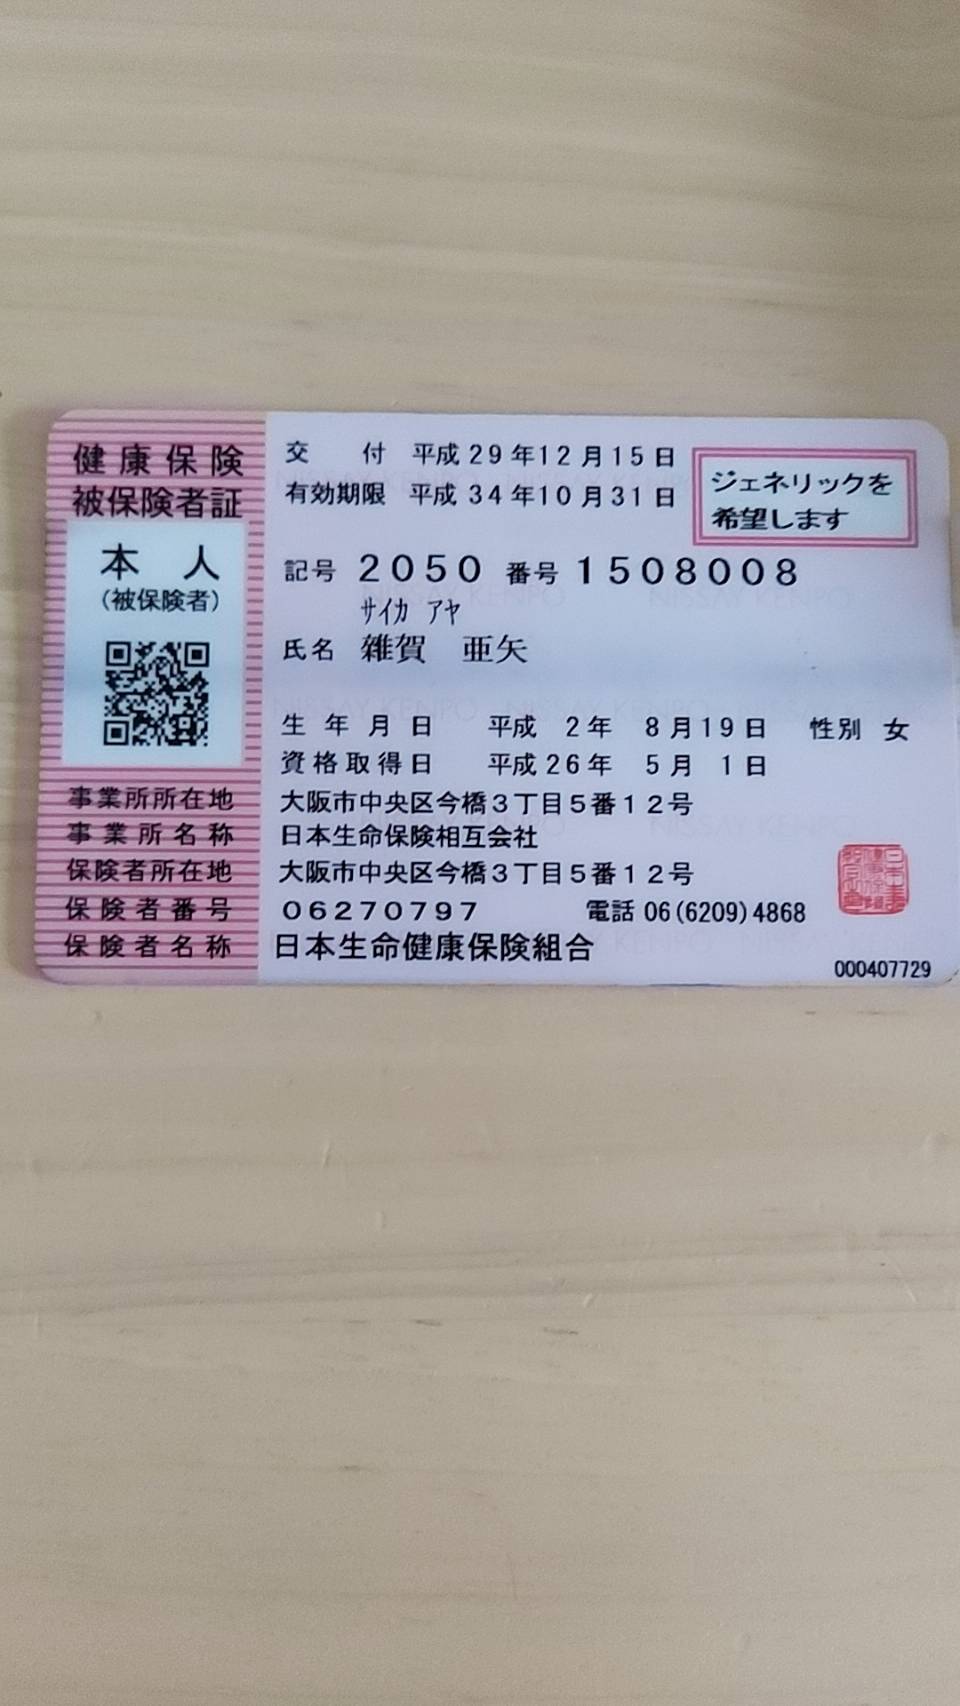 健康保険
被保険者証
本人
(被保険者)
交付 平成29年12月15日
有効期限 平成34年10月31日
ジェネリックを
希望します
記号 2050 番号 1508008
サイカ アヤ
氏名 雑賀 亜矢
生年月日 平成 2年 8月19日 性別 女
資格取得日 平成26年 5月 1日
事業所所在地 大阪市中央区今橋3丁目5番12号
事業所名称 日本生命保険相互会社
保険者所在地 大阪市中央区今橋3丁目5番12号
保険者番号 06270797 電話 06(6209)4868
保険者名称 日本生命健康保険組合
000407729